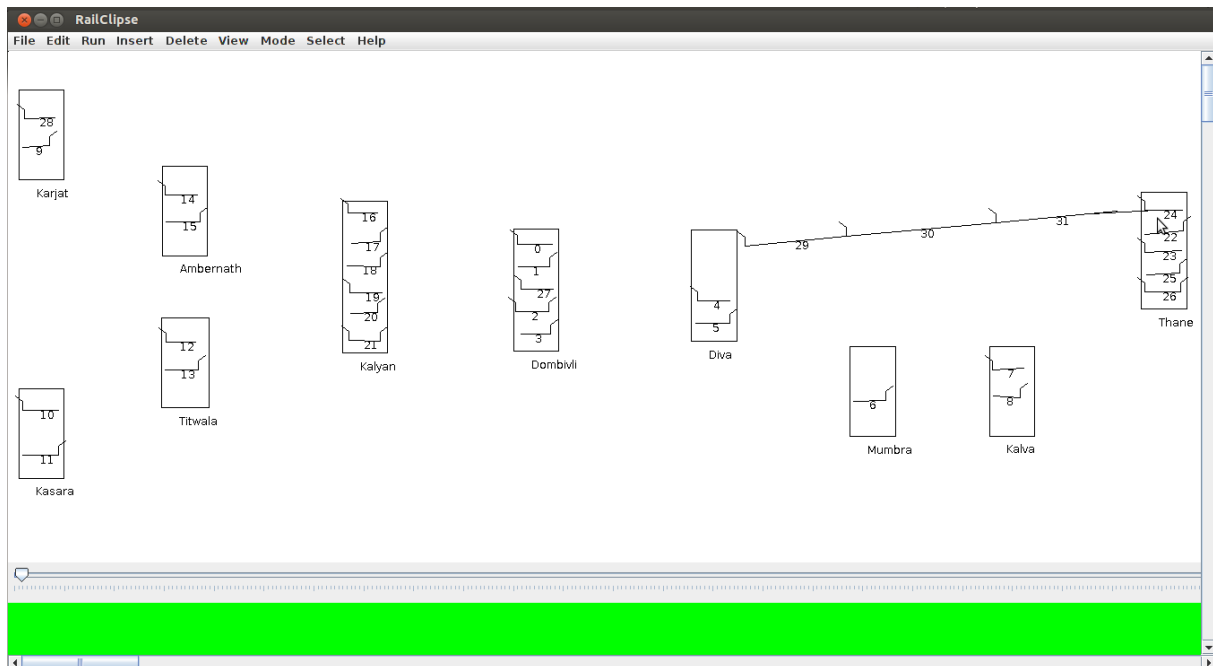 RailClipse
File Edit Run Insert Delete View Mode Select Help
28
9
Karjat
14
15
Ambernath
12
13
Titwala
10
11
Kasara
16
17
18
19
20
21
Kalyan
0
1
27
2
3
Dombivli
4
5
Diva
29
30
31
6
Mumbra
7
8
Kalva
24
22
23
25
26
Thane